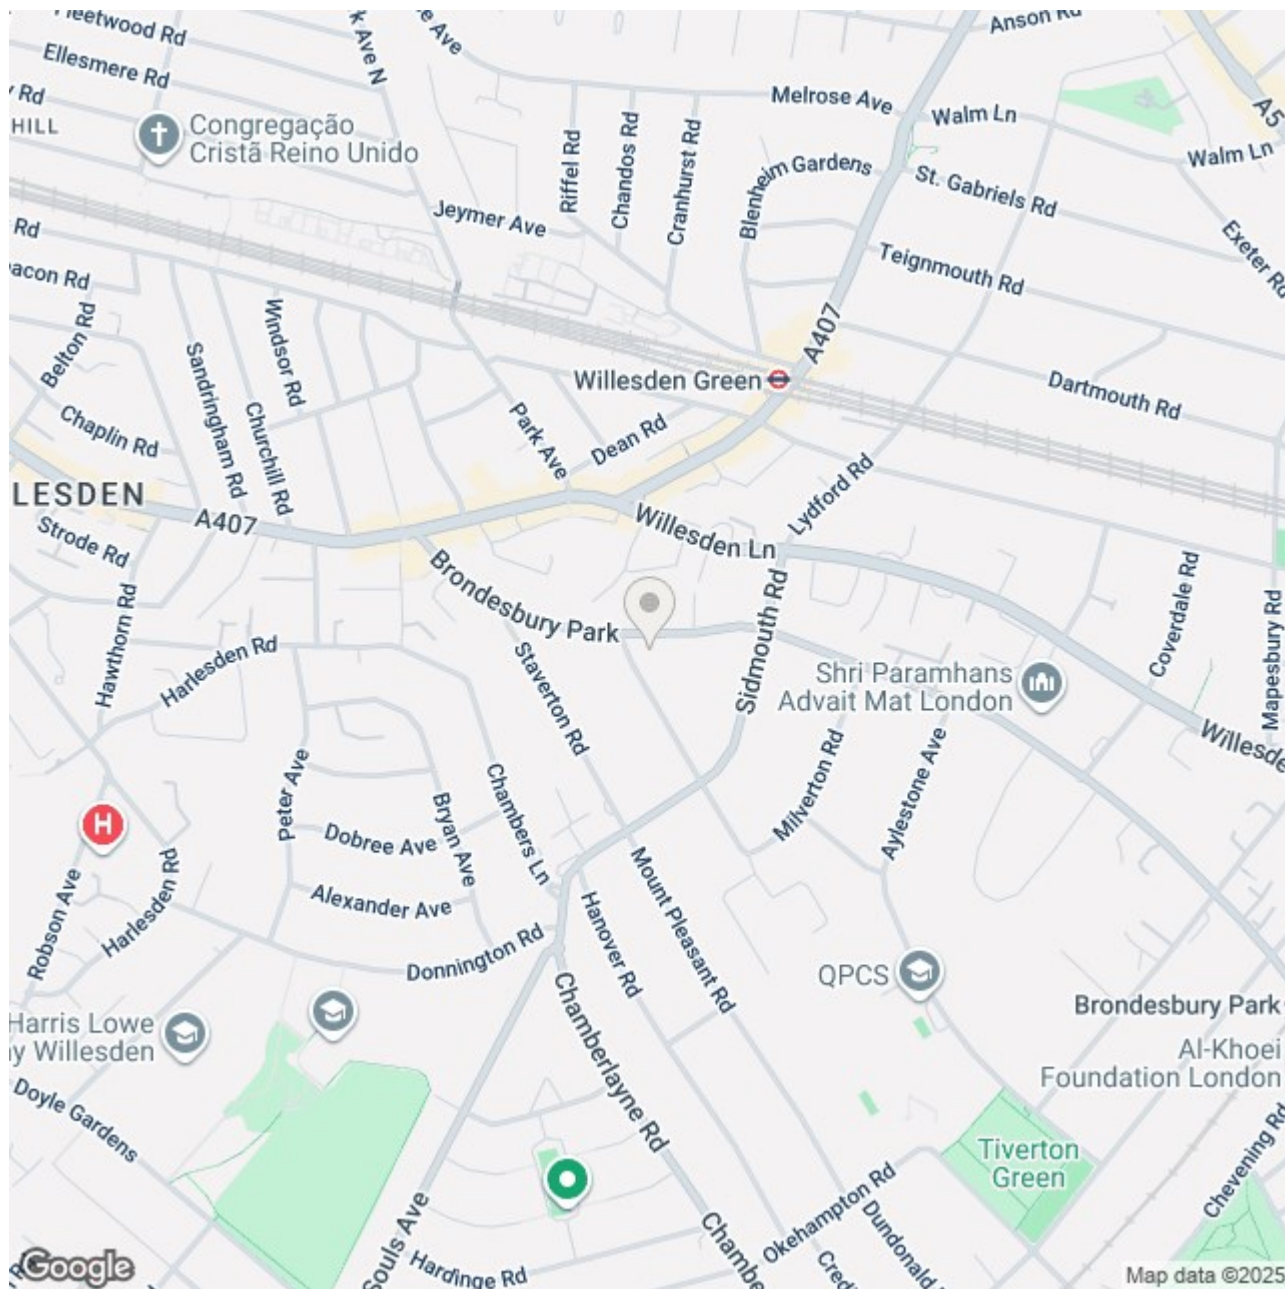 Fleetwood Rd
Ellesmere Rd
Anson Rd
Melrose Ave
Walm Ln
A5
Walm Ln
HILL
Congregação
Cristã Reino Unido
Riffel Rd
Chandos Rd
Cranhurst Rd
Blenheim Gardens
St. Gabriels Rd
Exeter Rd
Jeymer Ave
Teignmouth Rd
Belton Rd
Windsor Rd
Sandringham Rd
Churchill Rd
Chaplin Rd
A407
Willesden Green
Dartmouth Rd
Park Ave
Dean Rd
Lydford Rd
LESDEN
A407
Strode Rd
Willesden Ln
Hawthorn Rd
Brondesbury Park
Sidmouth Rd
Coverdale Rd
Mapesbury Rd
Harlesden Rd
Staverton Rd
Shri Paramhans
Advait Mat London
Willesde
Peter Ave
Chambers Ln
Bryan Ave
Milverton Rd
Aylestone Ave
H
Dobree Ave
Alexander Ave
Robson Ave
Harlesden Rd
Mount Pleasant Rd
Hanover Rd
Donnington Rd
QPCS
Brondesbury Park
Harris Lowe
y Willesden
Al-Khoei
Foundation London
Chamberlayne Rd
Doyle Gardens
Tiverton
Green
Chevening Rd
Okehampton Rd
Dundonald
Souls Ave
Hardinge Rd
Chambe
Credi
Google
Map data ©2025